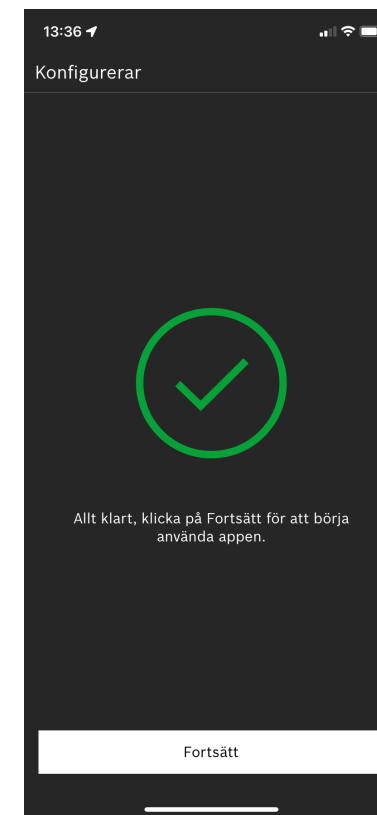 13:36
Konfigurerar
Allt klart, klicka på Fortsätt för att börja
använda appen.
Fortsätt